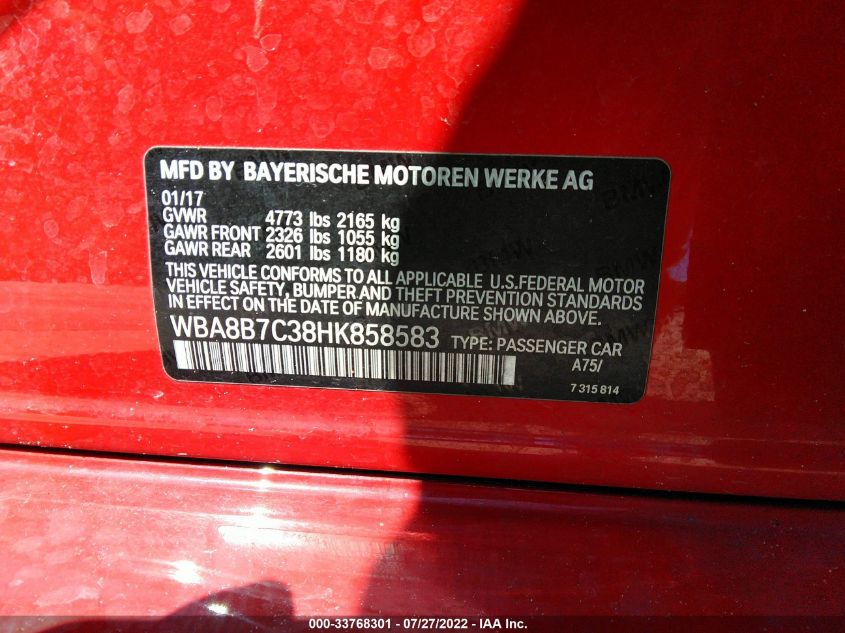 MFD BY BAYERISCHE MOTOREN WERKE AG
01/17
GVWR 4773 lbs 2165 kg
GAWR FRONT 2326 lbs 1055 kg
GAWR REAR 2601 lbs 1180 kg
THIS VEHICLE CONFORMS TO ALL APPLICABLE U.S.FEDERAL MOTOR
VEHICLE SAFETY, BUMPER AND THEFT PREVENTION STANDARDS
IN EFFECT ON THE DATE OF MANUFACTURE SHOWN ABOVE.
WBA8B7C38HK858583 TYPE: PASSENGER CAR
A75/
7 315 814
000-33768301 - 07/27/2022 - IAA Inc.